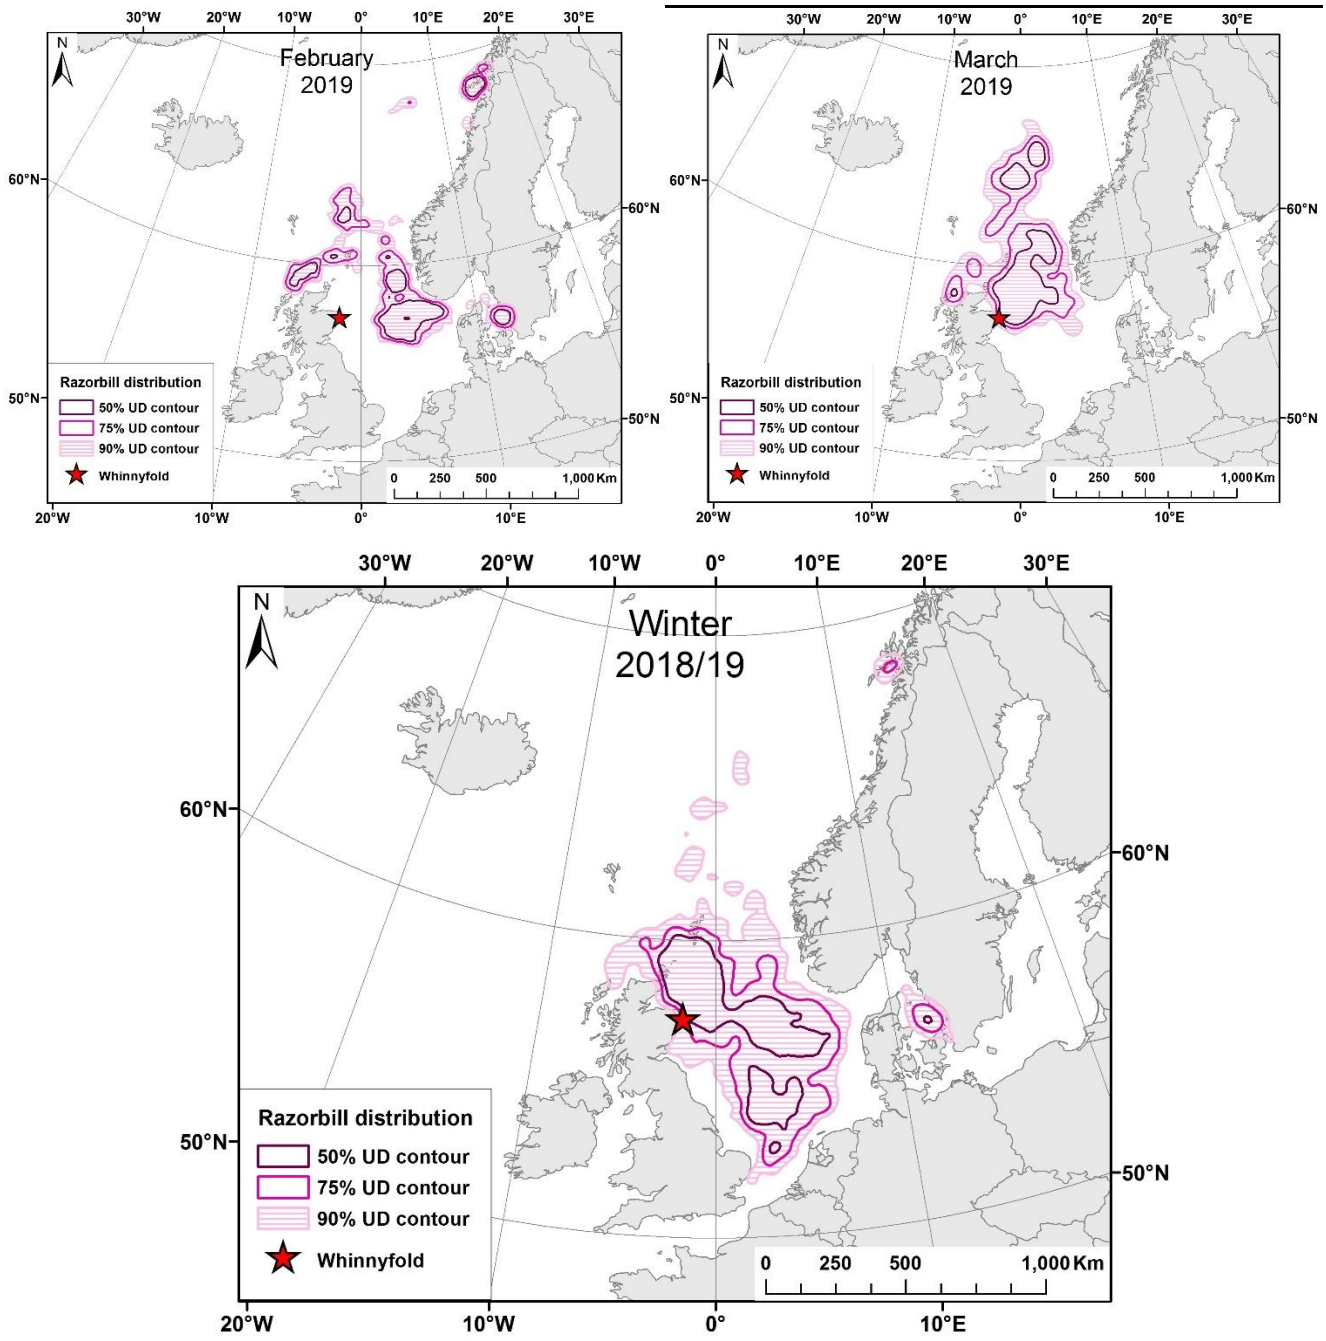 30°W 20°W 10°W 0° 10°E 20°E 30°E
N
February
2019
60°N
60°N
50°N
50°N
Razorbill distribution
50% UD contour
75% UD contour
90% UD contour
Whinnyfold
0 250 500 1,000 Km
20°W 10°W 0° 10°E
30°W 20°W 10°W 0° 10°E 20°E 30°E
N
March
2019
60°N
60°N
50°N
50°N
Razorbill distribution
50% UD contour
75% UD contour
90% UD contour
Whinnyfold
0 250 500 1,000 Km
20°W 10°W 0° 10°E
30°W 20°W 10°W 0° 10°E 20°E 30°E
N
Winter
2018/19
60°N
60°N
50°N
50°N
Razorbill distribution
50% UD contour
75% UD contour
90% UD contour
Whinnyfold
0 250 500 1,000 Km
20°W 10°W 0° 10°E